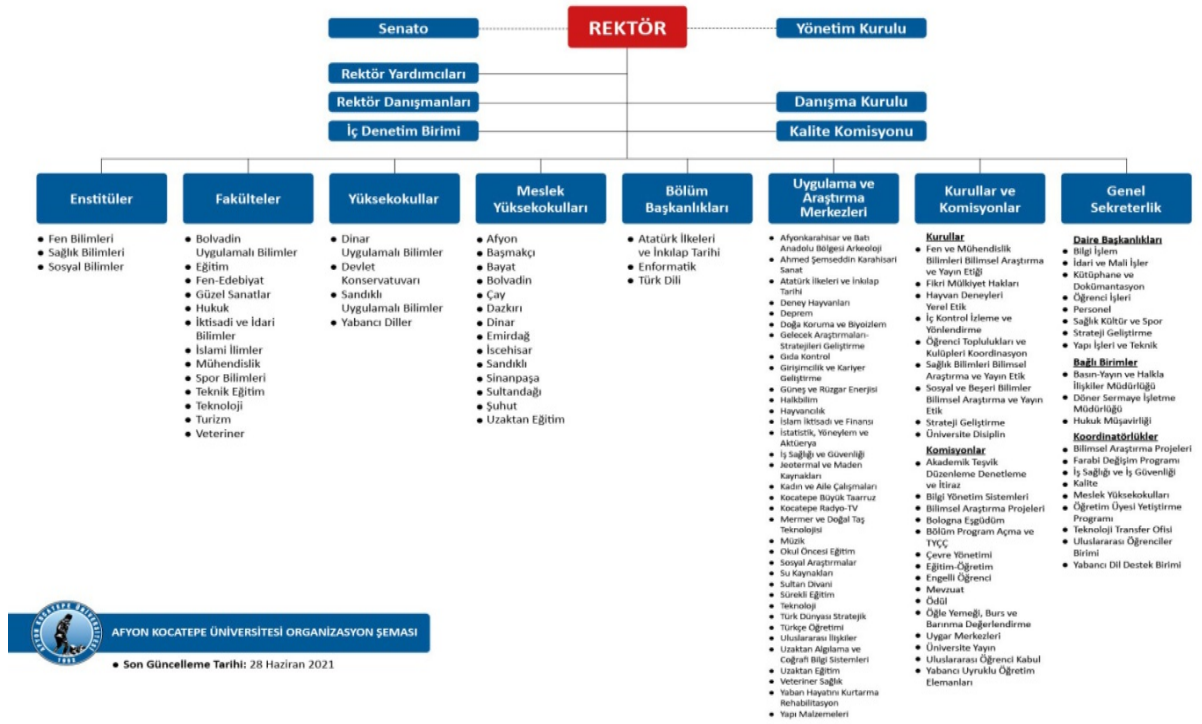 Senato
REKTÖR
Yönetim Kurulu
Rektör Yardımcıları
Rektör Danışmanları
Danışma Kurulu
İç Denetim Birimi
Kalite Komisyonu
Enstitüler
• Fen Bilimleri
• Sağlık Bilimleri
• Sosyal Bilimler
Fakülteler
• Bolvadin
Uygulamalı Bilimler
• Eğitim
• Fen-Edebiyat
• Güzel Sanatlar
• Hukuk
• İktisadi ve İdari
Bilimler
• İslami İlimler
• Mühendislik
• Spor Bilimleri
• Teknik Eğitim
• Teknoloji
• Turizm
• Veteriner
Yüksekokullar
• Dinar
Uygulamalı Bilimler
• Devlet
Konservatuvarı
• Sandıklı
Uygulamalı Bilimler
• Yabancı Diller
Meslek
Yüksekokulları
• Afyon
• Başmakçı
• Bayat
• Bolvadin
• Çay
• Dazkırı
• Dinar
• Emirdağ
• İscehisar
• Sandıklı
• Sinanpaşa
• Sultandağı
• Şuhut
• Uzaktan Eğitim
Bölüm
Başkanlıkları
• Atatürk İlkeleri
ve İnkılap Tarihi
• Enformatik
• Türk Dili
Uygulama ve
Araştırma
Merkezleri
• Afyonkarahisar ve Batı
Anadolu Bölgesi Arkeoloji
• Ahmed Şemseddin Karahisari
Sanat
• Atatürk İlkeleri ve İnkılap
Tarihi
• Deney Hayvanları
• Deprem
• Doğa Koruma ve Biyoizlem
• Gelecek Araştırmaları-
Stratejileri Geliştirme
• Gıda Kontrol
• Girişimcilik ve Kariyer
Geliştirme
• Güneş ve Rüzgar Enerjisi
• Halkbilim
• Hayvancılık
• İslam İktisadı ve Finansı
• İstatistik, Yöneylem ve
Aktüerya
• İş Sağlığı ve Güvenliği
• Jeotermal ve Maden
Kaynakları
• Kadın ve Aile Çalışmaları
• Kocatepe Büyük Taarruz
• Kocatepe Radyo-TV
• Mermer ve Doğal Taş
Teknolojisi
• Müzik
• Okul Öncesi Eğitim
• Sosyal Araştırmalar
• Su Kaynakları
• Sultan Divani
• Sürekli Eğitim
• Teknoloji
• Türk Dünyası Stratejik
• Türkçe Öğretimi
• Uluslararası İlişkiler
• Uzaktan Algılama ve
Coğrafi Bilgi Sistemleri
• Uzaktan Eğitim
• Veteriner Sağlık
• Yaban Hayatını Kurtarma
Rehabilitasyon
• Yapı Malzemeleri
Kurullar ve
Komisyonlar
Kurullar
• Fen ve Mühendislik
Bilimleri Bilimsel Araştırma
ve Yayın Etiği
• Fikri Mülkiyet Hakları
• Hayvan Deneyleri
Yerel Etik
• İç Kontrol İzleme ve
Yönlendirme
• Öğrenci Toplulukları ve
Kulüpleri Koordinasyon
• Sağlık Bilimleri Bilimsel
Araştırma ve Yayın Etik
• Sosyal ve Beşeri Bilimler
Bilimsel Araştırma ve Yayın
Etik
• Strateji Geliştirme
• Üniversite Disiplin
Komisyonlar
• Akademik Teşvik
Düzenleme Denetleme
ve İtiraz
• Bilgi Yönetim Sistemleri
• Bilimsel Araştırma Projeleri
• Bologna Eşgüdüm
• Bölüm Program Açma ve
TYÇÇ
• Çevre Yönetimi
• Eğitim-Öğretim
• Engelli Öğrenci
• Mevzuat
• Ödül
• Öğle Yemeği, Burs ve
Barınma Değerlendirme
• Uygar Merkezleri
• Üniversite Yayın
• Uluslararası Öğrenci Kabul
• Yabancı Uyruklu Öğretim
Elemanları
Genel
Sekreterlik
Daire Başkanlıkları
• Bilgi İşlem
• İdari ve Mali İşler
• Kütüphane ve
Dokümantasyon
• Öğrenci İşleri
• Personel
• Sağlık Kültür ve Spor
• Strateji Geliştirme
• Yapı İşleri ve Teknik
Bağlı Birimler
• Basın-Yayın ve Halkla
İlişkiler Müdürlüğü
• Döner Sermaye İşletme
Müdürlüğü
• Hukuk Müşavirliği
Koordinatörlükler
• Bilimsel Araştırma Projeleri
• Farabi Değişim Programı
• İş Sağlığı ve İş Güvenliği
• Kalite
• Meslek Yüksekokulları
• Öğretim Üyesi Yetiştirme
Programı
• Teknoloji Transfer Ofisi
• Uluslararası Öğrenciler
Birimi
• Yabancı Dil Destek Birimi
AFYON KOCATEPE ÜNİVERSİTESİ
1992
AFYON KOCATEPE ÜNİVERSİTESİ ORGANİZASYON ŞEMASI
• Son Güncelleme Tarihi: 28 Haziran 2021